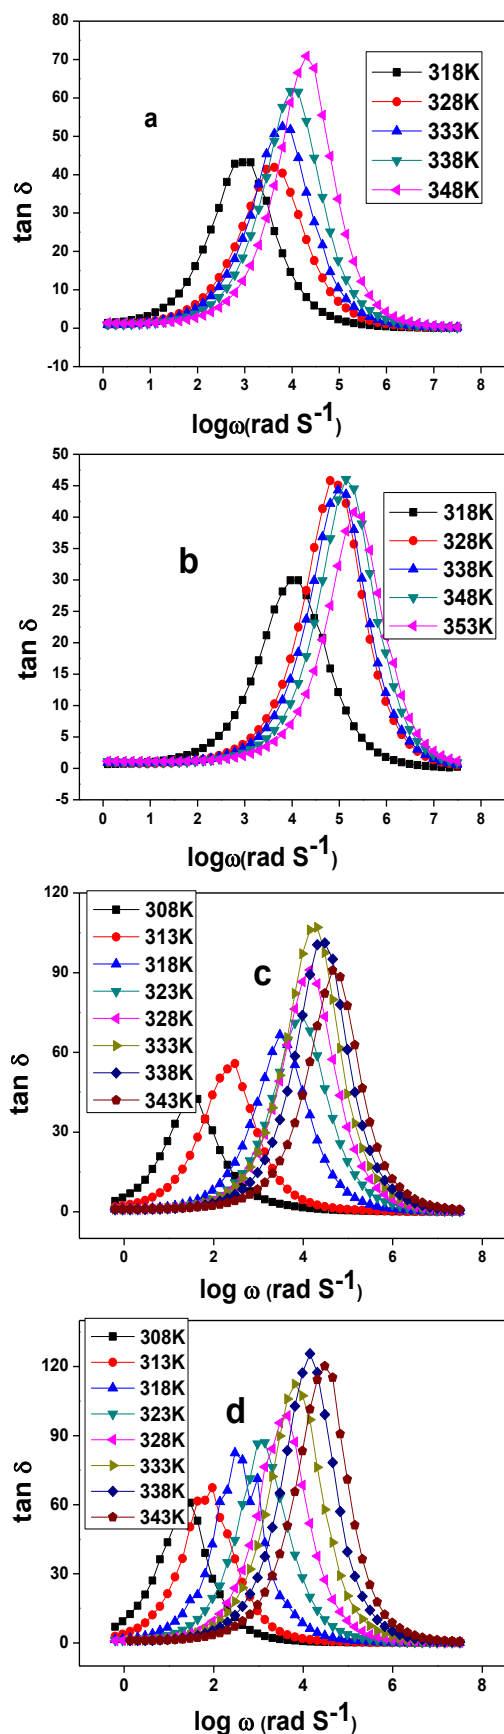 80
70
60
50
40
30
20
10
0
-10
tan δ
a
318K
328K
333K
338K
348K
0 1 2 3 4 5 6 7 8
logω(rad S-1)
50
45
40
35
30
25
20
15
10
5
0
-5
tan δ
b
318K
328K
338K
348K
353K
0 1 2 3 4 5 6 7 8
logω(rad S-1)
120
90
60
30
0
tan δ
c
308K
313K
318K
323K
328K
333K
338K
343K
0 2 4 6 8
log ω (rad S-1)
120
90
60
30
0
tan δ
d
308K
313K
318K
323K
328K
333K
338K
343K
0 2 4 6 8
log ω (rad S-1)